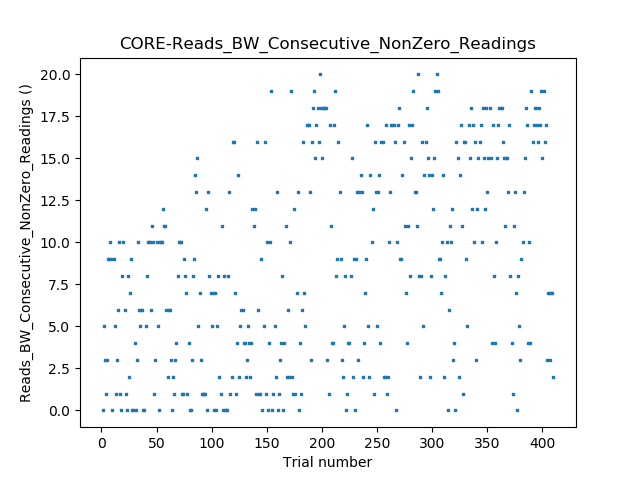 CORE-Reads_BW_Consecutive_NonZero_Readings
Reads_BW_Consecutive_NonZero_Readings ()
20.0
17.5
15.0
12.5
10.0
7.5
5.0
2.5
0.0
0 50 100 150 200 250 300 350 400
Trial number